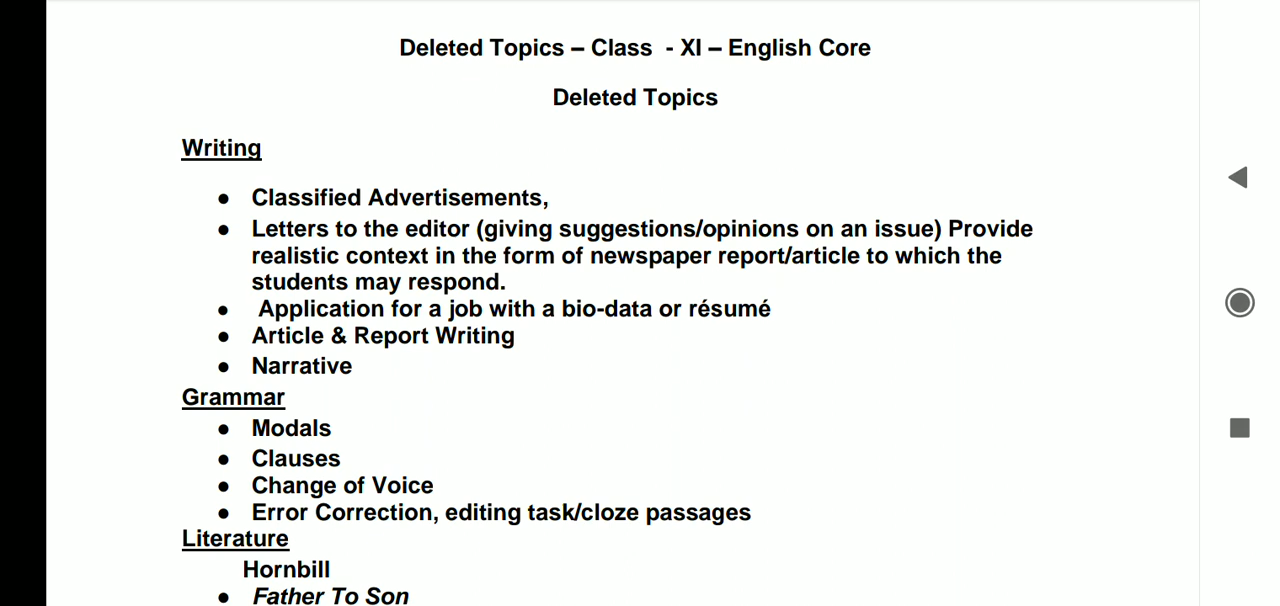 Deleted Topics – Class - XI – English Core
Deleted Topics
Writing
● Classified Advertisements,
● Letters to the editor (giving suggestions/opinions on an issue) Provide
realistic context in the form of newspaper report/article to which the
students may respond.
● Application for a job with a bio-data or résumé
● Article & Report Writing
● Narrative
Grammar
● Modals
● Clauses
● Change of Voice
● Error Correction, editing task/cloze passages
Literature
Hornbill
● Father To Son